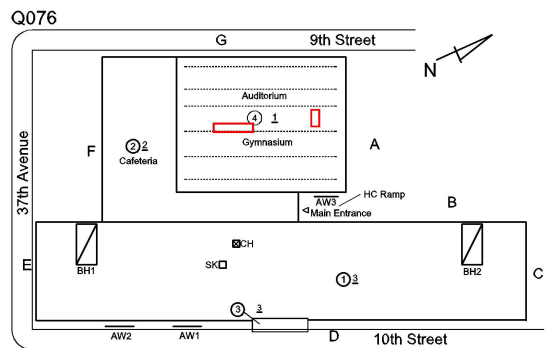 Q076
G 9th Street
N
Auditorium
4 1
Gymnasium
A
F
2 2
Cafeteria
37th Avenue
HC Ramp
AW3
Main Entrance
B
CH
SK
E
BH1
BH2
C
1 3
3 3
AW2 AW1
D 10th Street